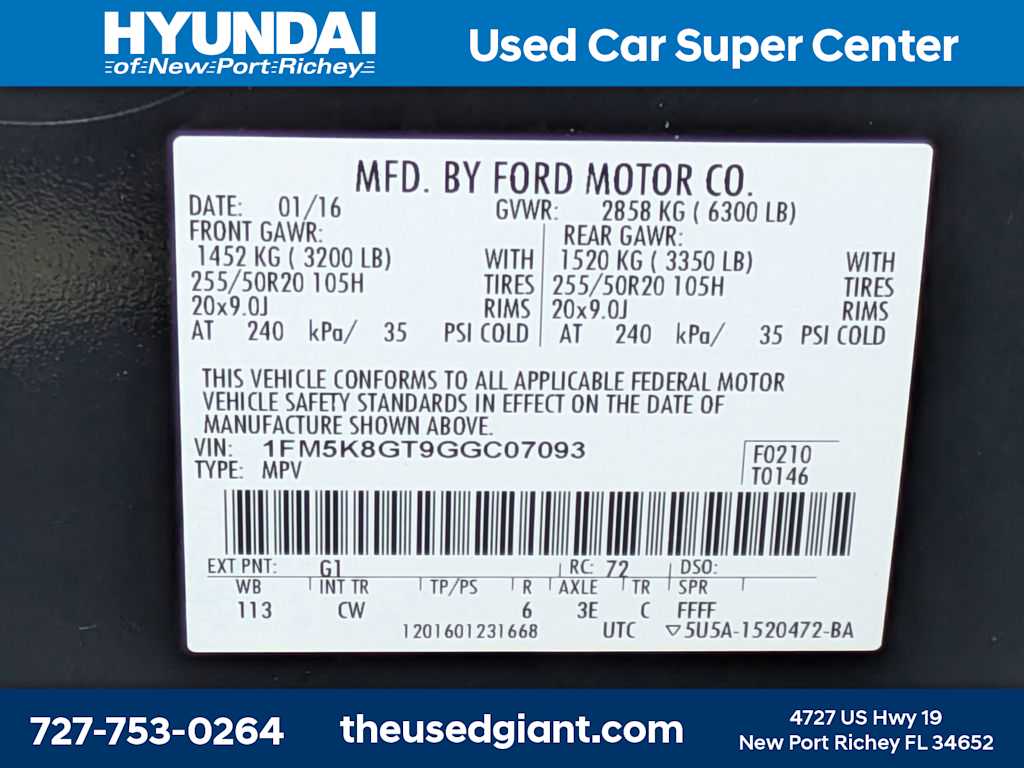 HYUNDAI
of New Port Richey
Used Car Super Center
MFD. BY FORD MOTOR CO.
DATE: 01/16 GVWR: 2858 KG ( 6300 LB)
FRONT GAWR: REAR GAWR:
1452 KG ( 3200 LB) WITH 1520 KG ( 3350 LB) WITH
255/50R20 105H TIRES 255/50R20 105H TIRES
20x9.0J RIMS 20x9.0J RIMS
AT 240 kPa/ 35 PSI COLD AT 240 kPa/ 35 PSI COLD
THIS VEHICLE CONFORMS TO ALL APPLICABLE FEDERAL MOTOR
VEHICLE SAFETY STANDARDS IN EFFECT ON THE DATE OF
MANUFACTURE SHOWN ABOVE.
VIN: 1FM5K8GT9GGC07093 F0210
TYPE: MPV T0146
EXT PNT: G1 RC: 72 DSO:
WB INT TR TP/PS R AXLE TR SPR
113 CW 6 3E C FFFF
1201601231668 UTC ▽5U5A-1520472-BA
727-753-0264
theusedgiant.com
4727 US Hwy 19
New Port Richey FL 34652